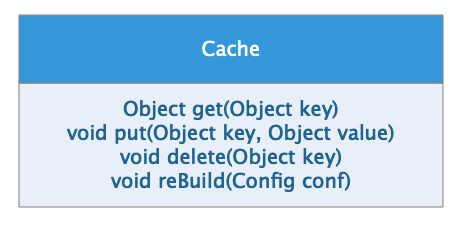 Cache
Object get(Object key)
void put(Object key, Object value)
void delete(Object key)
void reBuild(Config conf)